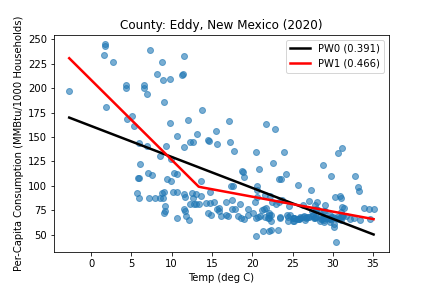 County: Eddy, New Mexico (2020)
PW0 (0.391)
PW1 (0.466)
Per-Capita Consumption (MMBtu/1000 Households)
250
225
200
175
150
125
100
75
50
0 5 10 15 20 25 30 35
Temp (deg C)